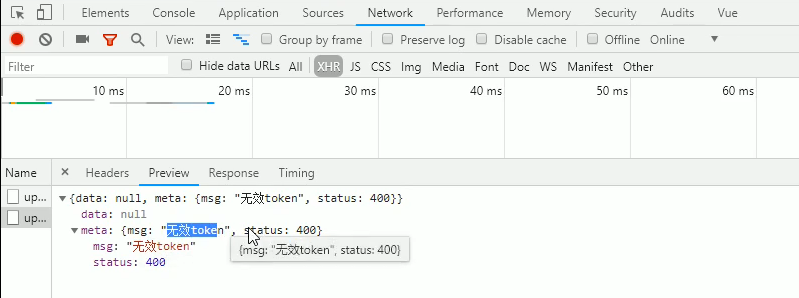 Elements Console Application Sources Network Performance Memory Security Audits Vue
View: Group by frame Preserve log Disable cache Offline Online
Filter Hide data URLs All XHR JS CSS Img Media Font Doc WS Manifest Other
10 ms 20 ms 30 ms 40 ms 50 ms 60 ms
Name × Headers Preview Response Timing
up... {data: null, meta: {msg: "无效token", status: 400}}
up... data: null
meta: {msg: "无效token", status: 400}
msg: "无效token"
{msg: "无效token", status: 400}
status: 400